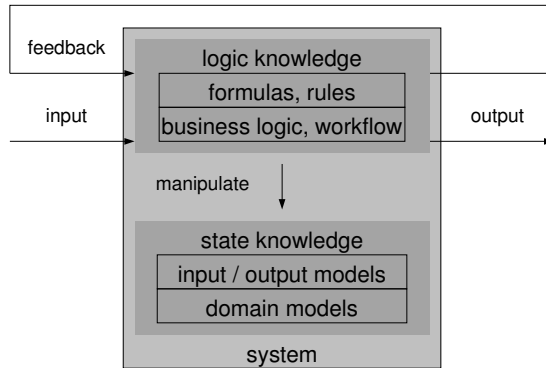 feedback
logic knowledge
formulas, rules
input
business logic, workflow
output
manipulate
state knowledge
input / output models
domain models
system